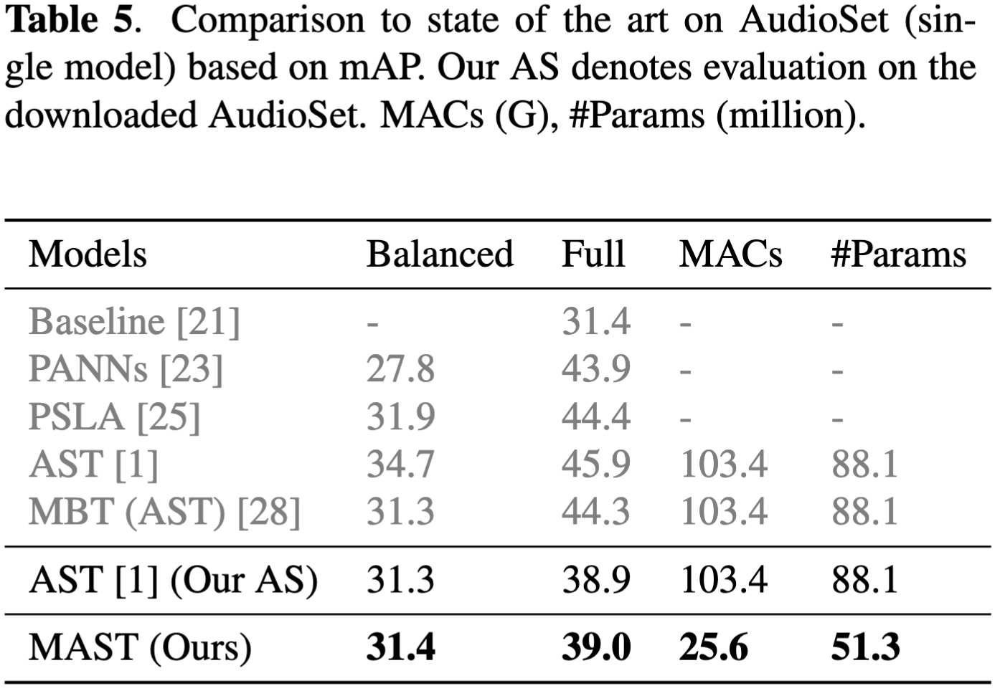 Table 5. Comparison to state of the art on AudioSet (sin-
gle model) based on mAP. Our AS denotes evaluation on the
downloaded AudioSet. MACs (G), #Params (million).
Models Balanced Full MACs #Params
Baseline [21] - 31.4 - -
PANNs [23] 27.8 43.9 - -
PSLA [25] 31.9 44.4 - -
AST [1] 34.7 45.9 103.4 88.1
MBT (AST) [28] 31.3 44.3 103.4 88.1
AST [1] (Our AS) 31.3 38.9 103.4 88.1
MAST (Ours) 31.4 39.0 25.6 51.3